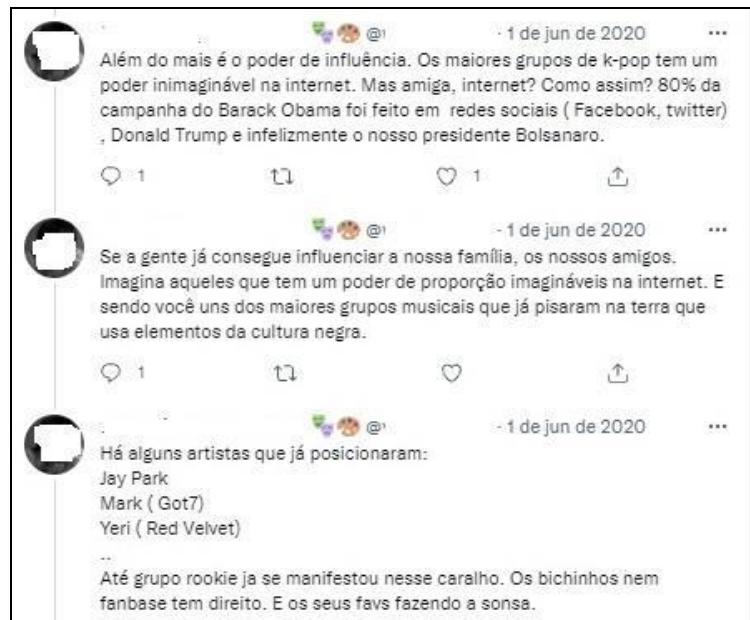 @ · 1 de jun de 2020
Além do mais é o poder de influência. Os maiores grupos de k-pop tem um
poder inimaginável na internet. Mas amiga, internet? Como assim? 80% da
campanha do Barack Obama foi feito em redes sociais ( Facebook, twitter)
, Donald Trump e infelizmente o nosso presidente Bolsanaro.
1 1
@ · 1 de jun de 2020
Se a gente já consegue influenciar a nossa família, os nossos amigos.
Imagina aqueles que tem um poder de proporção imagináveis na internet. E
sendo você uns dos maiores grupos musicais que já pisaram na terra que
usa elementos da cultura negra.
1
@ · 1 de jun de 2020
Há alguns artistas que já posicionaram:
Jay Park
Mark ( Got7)
Yeri ( Red Velvet)
..
Até grupo rookie ja se manifestou nesse caralho. Os bichinhos nem
fanbase tem direito. E os seus favs fazendo a sonsa.